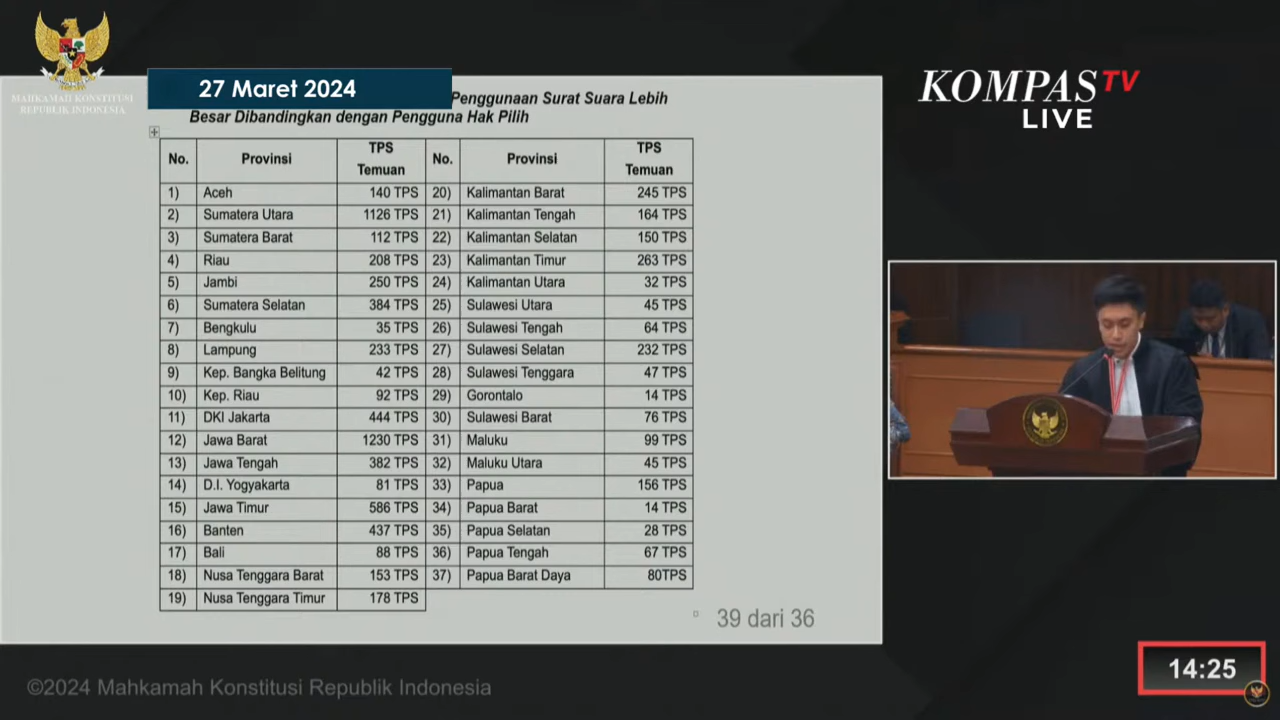 MAHKAMAH KONSTITUSI
REPUBLIK INDONESIA
27 Maret 2024
Penggunaan Surat Suara Lebih
Besar Dibandingkan dengan Pengguna Hak Pilih
KOMPAS TV
LIVE
No. Provinsi TPS Temuan No. Provinsi TPS Temuan
1) Aceh 140 TPS 20) Kalimantan Barat 245 TPS
2) Sumatera Utara 1126 TPS 21) Kalimantan Tengah 164 TPS
3) Sumatera Barat 112 TPS 22) Kalimantan Selatan 150 TPS
4) Riau 208 TPS 23) Kalimantan Timur 263 TPS
5) Jambi 250 TPS 24) Kalimantan Utara 32 TPS
6) Sumatera Selatan 384 TPS 25) Sulawesi Utara 45 TPS
7) Bengkulu 35 TPS 26) Sulawesi Tengah 64 TPS
8) Lampung 233 TPS 27) Sulawesi Selatan 232 TPS
9) Kep. Bangka Belitung 42 TPS 28) Sulawesi Tenggara 47 TPS
10) Kep. Riau 92 TPS 29) Gorontalo 14 TPS
11) DKI Jakarta 444 TPS 30) Sulawesi Barat 76 TPS
12) Jawa Barat 1230 TPS 31) Maluku 99 TPS
13) Jawa Tengah 382 TPS 32) Maluku Utara 45 TPS
14) D.I. Yogyakarta 81 TPS 33) Papua 156 TPS
15) Jawa Timur 586 TPS 34) Papua Barat 14 TPS
16) Banten 437 TPS 35) Papua Selatan 28 TPS
17) Bali 88 TPS 36) Papua Tengah 67 TPS
18) Nusa Tenggara Barat 153 TPS 37) Papua Barat Daya 80TPS
19) Nusa Tenggara Timur 178 TPS
39 dari 36
14:25
©2024 Mahkamah Konstitusi Republik Indonesia